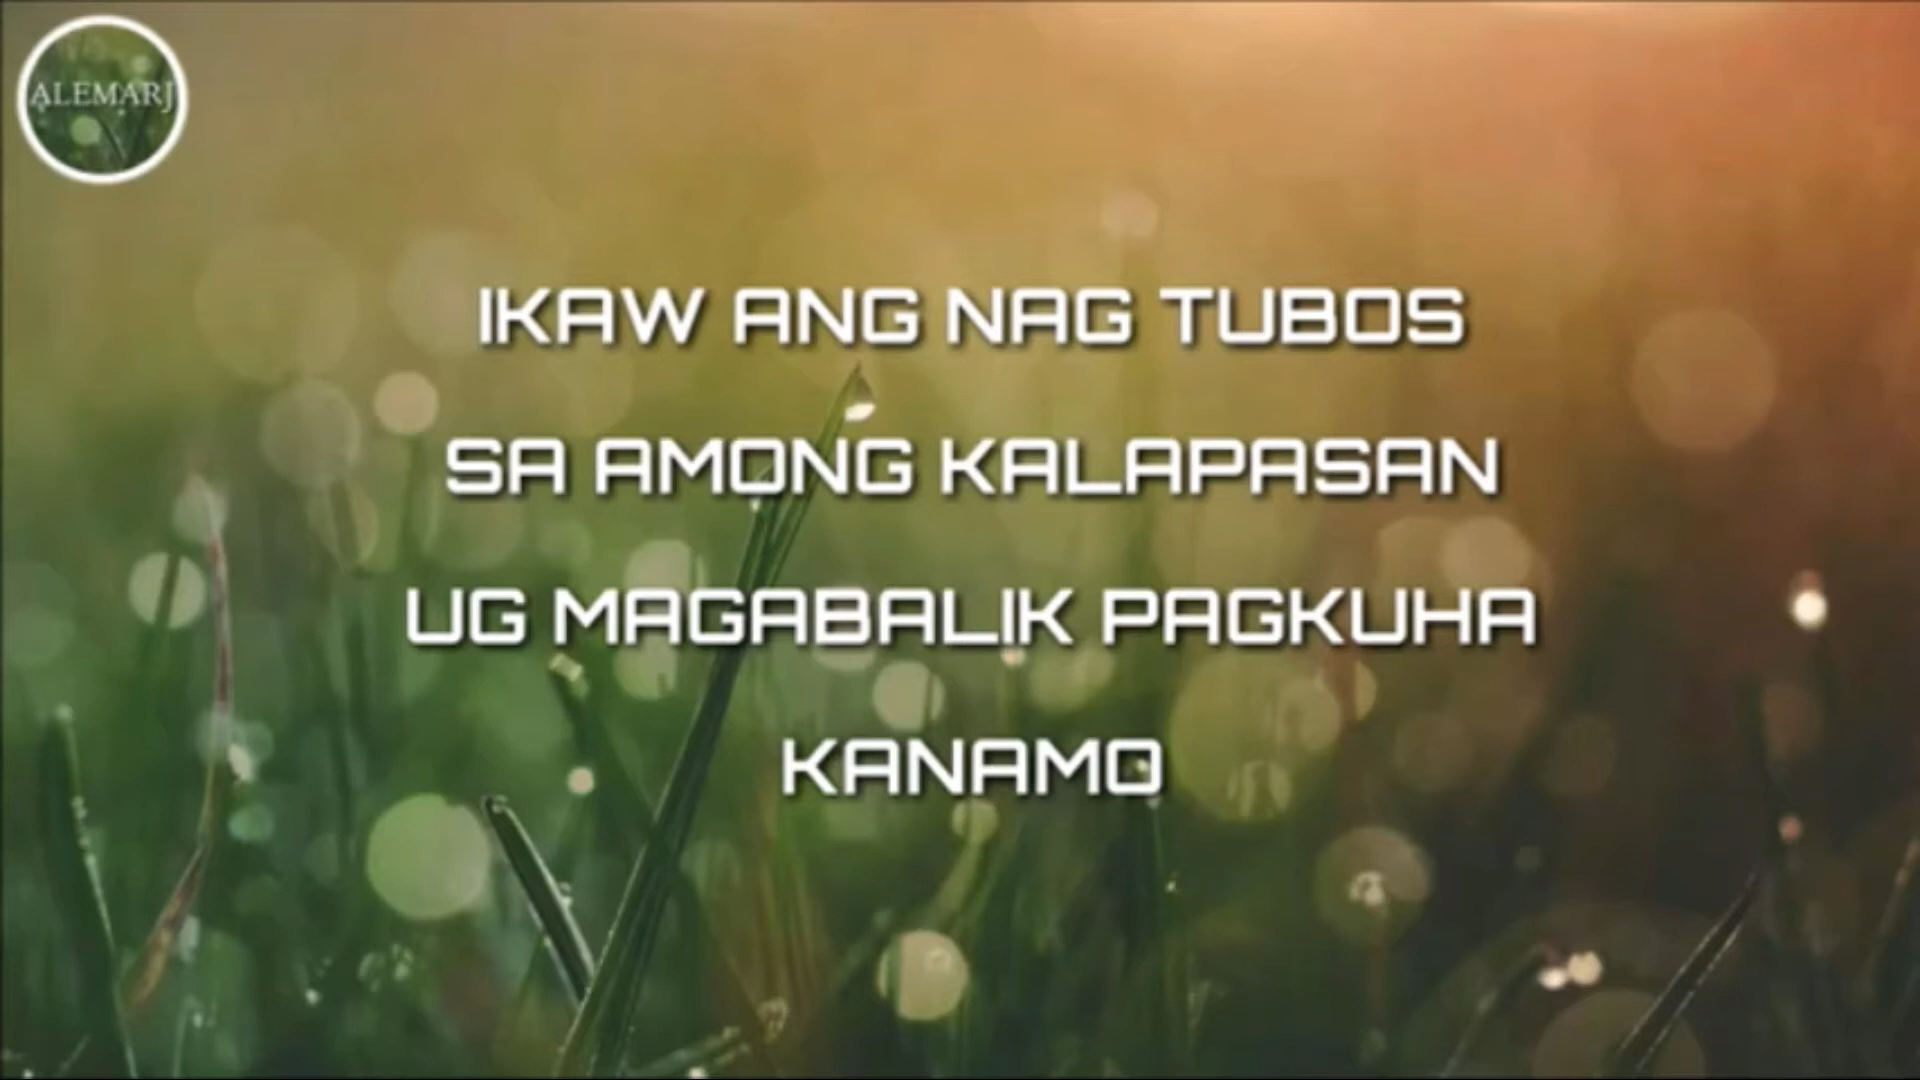 ALEMARJ
IKAW ANG NAG TUBOS
SA AMONG KALAPASAN
UG MAGABALIK PAGKUHA
KANAMO